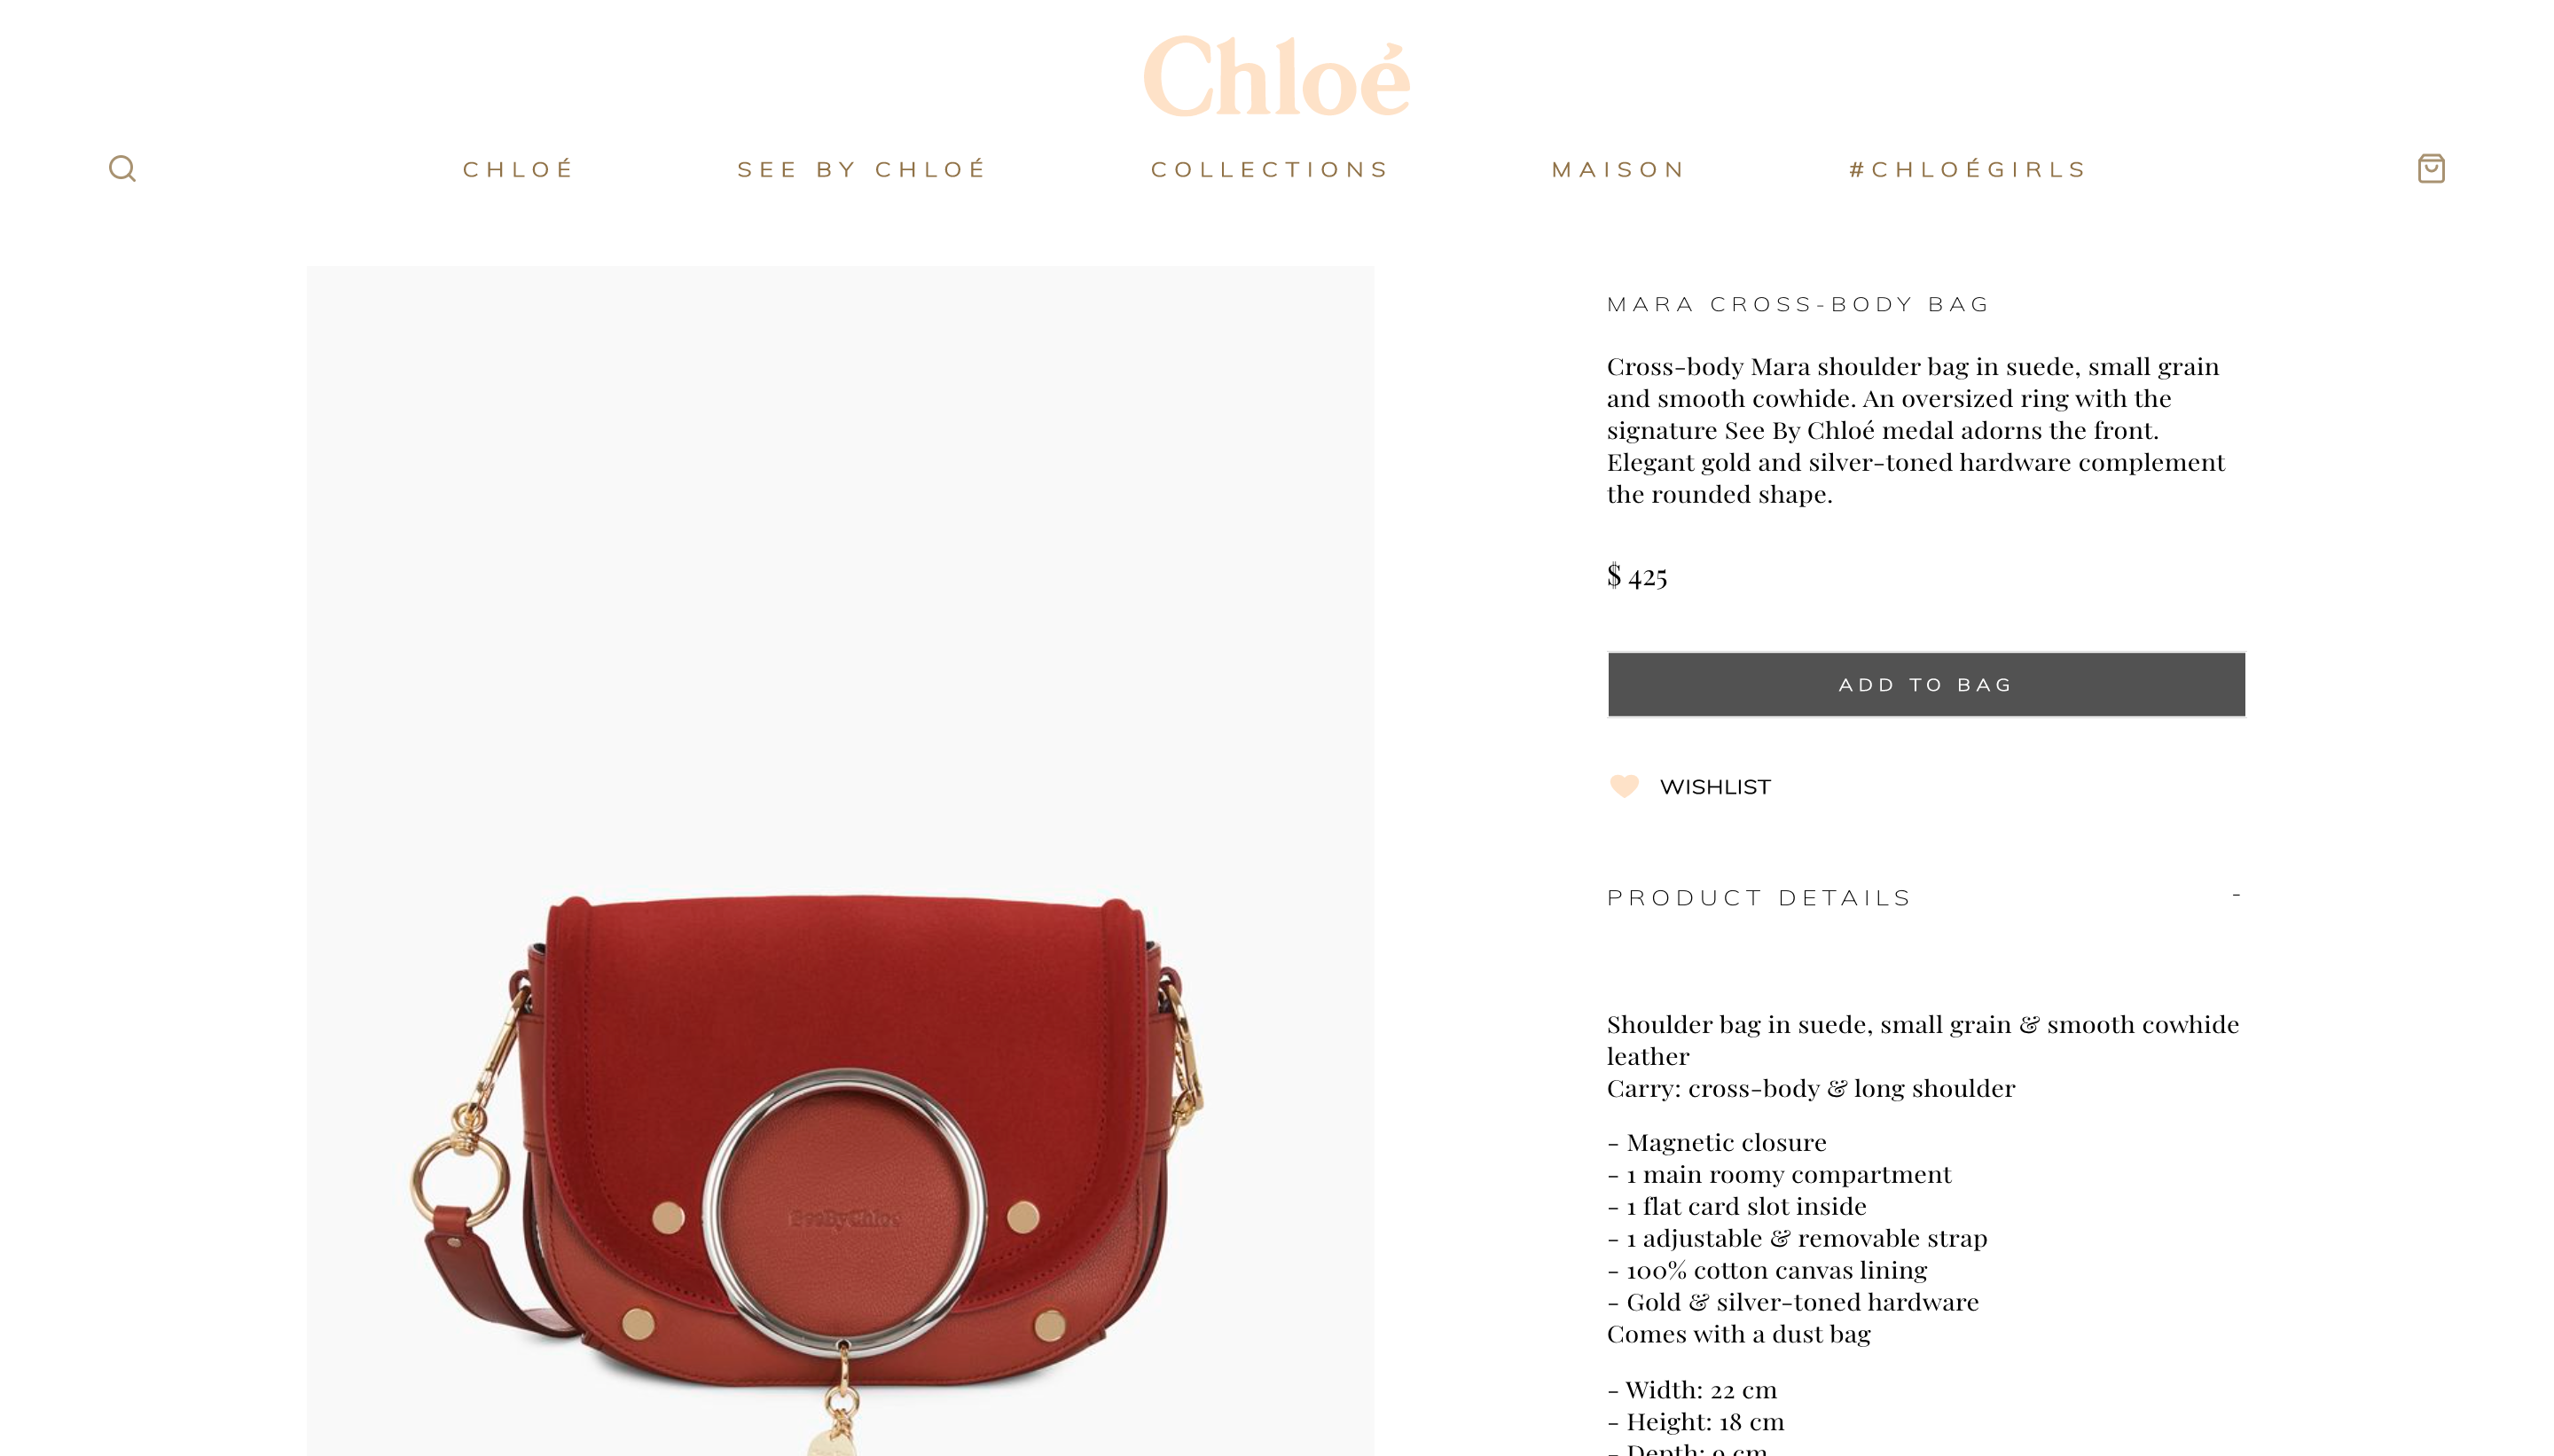 Chloé
CHLOÉ SEE BY CHLOÉ COLLECTIONS MAISON #CHLOÉGIRLS
MARA CROSS-BODY BAG
Cross-body Mara shoulder bag in suede, small grain
and smooth cowhide. An oversized ring with the
signature See By Chloé medal adorns the front.
Elegant gold and silver-toned hardware complement
the rounded shape.
$ 425
ADD TO BAG
WISHLIST
PRODUCT DETAILS -
Shoulder bag in suede, small grain & smooth cowhide
leather
Carry: cross-body & long shoulder
- Magnetic closure
- 1 main roomy compartment
- 1 flat card slot inside
- 1 adjustable & removable strap
- 100% cotton canvas lining
- Gold & silver-toned hardware
Comes with a dust bag
- Width: 22 cm
- Height: 18 cm
- Depth: 9 cm
SeeByChloé